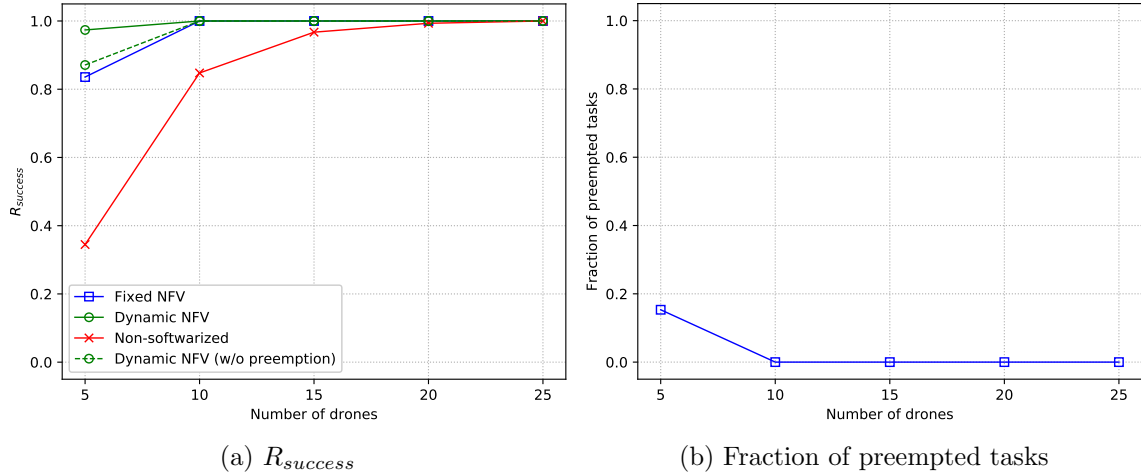 1.0
0.8
0.6
0.4
0.2
0.0
R_success
Fixed NFV
Dynamic NFV
Non-softwarized
Dynamic NFV (w/o preemption)
5 10 15 20 25
Number of drones
(a) R_success
1.0
0.8
0.6
0.4
0.2
0.0
Fraction of preempted tasks
5 10 15 20 25
Number of drones
(b) Fraction of preempted tasks